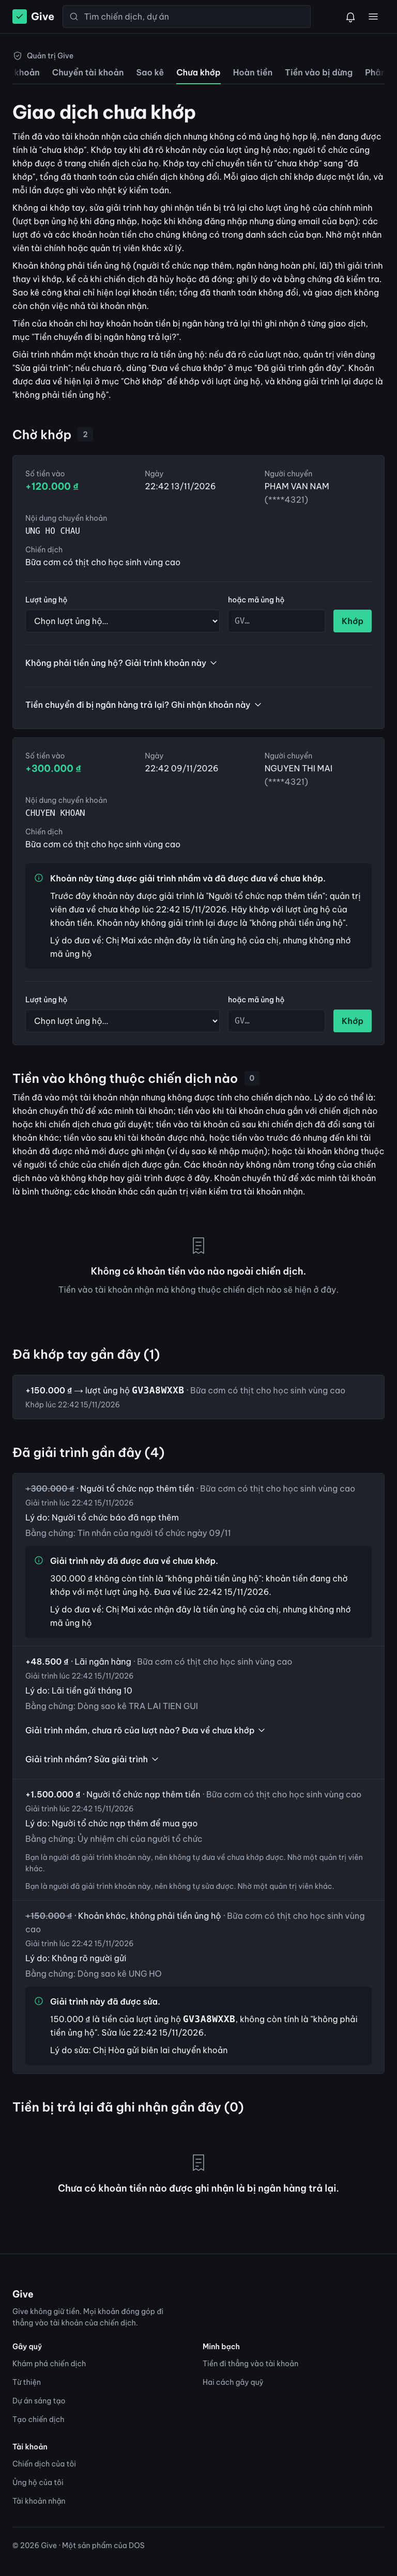 Give
Tìm chiến dịch, dự án
Quản trị Give
khoản Chuyển tài khoản Sao kê Chưa khớp Hoàn tiền Tiền vào bị dừng Phân
Giao dịch chưa khớp
Tiền đã vào tài khoản nhận của chiến dịch nhưng không có mã ủng hộ hợp lệ, nên đang được
tính là "chưa khớp". Khớp tay khi đã rõ khoản này của lượt ủng hộ nào; người tổ chức cũng
khớp được ở trang chiến dịch của họ. Khớp tay chỉ chuyển tiền từ "chưa khớp" sang "đã
khớp", tổng đã thanh toán của chiến dịch không đổi. Mỗi giao dịch chỉ khớp được một lần, và
mỗi lần được ghi vào nhật ký kiểm toán.
Không ai khớp tay, sửa giải trình hay ghi nhận tiền bị trả lại cho lượt ủng hộ của chính mình
(lượt bạn ủng hộ khi đăng nhập, hoặc khi không đăng nhập nhưng dùng email của bạn): các
lượt đó và các khoản hoàn tiền cho chúng không có trong danh sách của bạn. Nhờ một nhân
viên tài chính hoặc quản trị viên khác xử lý.
Khoản không phải tiền ủng hộ (người tổ chức nạp thêm, ngân hàng hoàn phí, lãi) thì giải trình
thay vì khớp, kể cả khi chiến dịch đã hủy hoặc đã đóng: ghi lý do và bằng chứng đã kiểm tra.
Sao kê công khai chỉ hiện loại khoản tiền; tổng đã thanh toán không đổi, và giao dịch không
còn chặn việc nhả tài khoản nhận.
Tiền của khoản chi hay khoản hoàn tiền bị ngân hàng trả lại thì ghi nhận ở từng giao dịch,
mục "Tiền chuyển đi bị ngân hàng trả lại?".
Giải trình nhầm một khoản thực ra là tiền ủng hộ: nếu đã rõ của lượt nào, quản trị viên dùng
"Sửa giải trình"; nếu chưa rõ, dùng "Đưa về chưa khớp" ở mục "Đã giải trình gần đây". Khoản
được đưa về hiện lại ở mục "Chờ khớp" để khớp với lượt ủng hộ, và không giải trình lại được là
"không phải tiền ủng hộ".
Chờ khớp 2
Số tiền vào Ngày Người chuyển
+120.000 ₫ 22:42 13/11/2026 PHAM VAN NAM
(****4321)
Nội dung chuyển khoản
UNG HO CHAU
Chiến dịch
Bữa cơm có thịt cho học sinh vùng cao
Lượt ủng hộ hoặc mã ủng hộ
Chọn lượt ủng hộ… GV… Khớp
Không phải tiền ủng hộ? Giải trình khoản này
Tiền chuyển đi bị ngân hàng trả lại? Ghi nhận khoản này
Số tiền vào Ngày Người chuyển
+300.000 ₫ 22:42 09/11/2026 NGUYEN THI MAI
(****4321)
Nội dung chuyển khoản
CHUYEN KHOAN
Chiến dịch
Bữa cơm có thịt cho học sinh vùng cao
Khoản này từng được giải trình nhầm và đã được đưa về chưa khớp.
Trước đây khoản này được giải trình là "Người tổ chức nạp thêm tiền"; quản trị
viên đưa về chưa khớp lúc 22:42 15/11/2026. Hãy khớp với lượt ủng hộ của
khoản tiền. Khoản này không giải trình lại được là "không phải tiền ủng hộ".
Lý do đưa về: Chị Mai xác nhận đây là tiền ủng hộ của chị, nhưng không nhớ
mã ủng hộ
Lượt ủng hộ hoặc mã ủng hộ
Chọn lượt ủng hộ… GV… Khớp
Tiền vào không thuộc chiến dịch nào 0
Tiền đã vào một tài khoản nhận nhưng không được tính cho chiến dịch nào. Lý do có thể là:
khoản chuyển thử để xác minh tài khoản; tiền vào khi tài khoản chưa gắn với chiến dịch nào
hoặc khi chiến dịch chưa gửi duyệt; tiền vào tài khoản cũ sau khi chiến dịch đã đổi sang tài
khoản khác; tiền vào sau khi tài khoản được nhả, hoặc tiền vào trước đó nhưng đến khi tài
khoản đã được nhả mới được ghi nhận (ví dụ sao kê nhập muộn); hoặc tài khoản không thuộc
về người tổ chức của chiến dịch được gắn. Các khoản này không nằm trong tổng của chiến
dịch nào và không khớp hay giải trình được ở đây. Khoản chuyển thử để xác minh tài khoản
là bình thường; các khoản khác cần quản trị viên kiểm tra tài khoản nhận.
Không có khoản tiền vào nào ngoài chiến dịch.
Tiền vào tài khoản nhận mà không thuộc chiến dịch nào sẽ hiện ở đây.
Đã khớp tay gần đây (1)
+150.000 ₫ → lượt ủng hộ GV3A8WXXB · Bữa cơm có thịt cho học sinh vùng cao
Khớp lúc 22:42 15/11/2026
Đã giải trình gần đây (4)
+300.000 ₫ · Người tổ chức nạp thêm tiền · Bữa cơm có thịt cho học sinh vùng cao
Giải trình lúc 22:42 15/11/2026
Lý do: Người tổ chức báo đã nạp thêm
Bằng chứng: Tin nhắn của người tổ chức ngày 09/11
Giải trình này đã được đưa về chưa khớp.
300.000 ₫ không còn tính là "không phải tiền ủng hộ": khoản tiền đang chờ
khớp với một lượt ủng hộ. Đưa về lúc 22:42 15/11/2026.
Lý do đưa về: Chị Mai xác nhận đây là tiền ủng hộ của chị, nhưng không nhớ
mã ủng hộ
+48.500 ₫ · Lãi ngân hàng · Bữa cơm có thịt cho học sinh vùng cao
Giải trình lúc 22:42 15/11/2026
Lý do: Lãi tiền gửi tháng 10
Bằng chứng: Dòng sao kê TRA LAI TIEN GUI
Giải trình nhầm, chưa rõ của lượt nào? Đưa về chưa khớp
Giải trình nhầm? Sửa giải trình
+1.500.000 ₫ · Người tổ chức nạp thêm tiền · Bữa cơm có thịt cho học sinh vùng cao
Giải trình lúc 22:42 15/11/2026
Lý do: Người tổ chức nạp thêm để mua gạo
Bằng chứng: Ủy nhiệm chi của người tổ chức
Bạn là người đã giải trình khoản này, nên không tự đưa về chưa khớp được. Nhờ một quản trị viên
khác.
Bạn là người đã giải trình khoản này, nên không tự sửa được. Nhờ một quản trị viên khác.
+150.000 ₫ · Khoản khác, không phải tiền ủng hộ · Bữa cơm có thịt cho học sinh vùng
cao
Giải trình lúc 22:42 15/11/2026
Lý do: Không rõ người gửi
Bằng chứng: Dòng sao kê UNG HO
Giải trình này đã được sửa.
150.000 ₫ là tiền của lượt ủng hộ GV3A8WXXB, không còn tính là "không phải
tiền ủng hộ". Sửa lúc 22:42 15/11/2026.
Lý do sửa: Chị Hòa gửi biên lai chuyển khoản
Tiền bị trả lại đã ghi nhận gần đây (0)
Chưa có khoản tiền nào được ghi nhận là bị ngân hàng trả lại.
Give
Give không giữ tiền. Mọi khoản đóng góp đi
thẳng vào tài khoản của chiến dịch.
Gây quỹ Minh bạch
Khám phá chiến dịch Tiền đi thẳng vào tài khoản
Từ thiện Hai cách gây quỹ
Dự án sáng tạo
Tạo chiến dịch
Tài khoản
Chiến dịch của tôi
Ủng hộ của tôi
Tài khoản nhận
© 2026 Give · Một sản phẩm của DOS